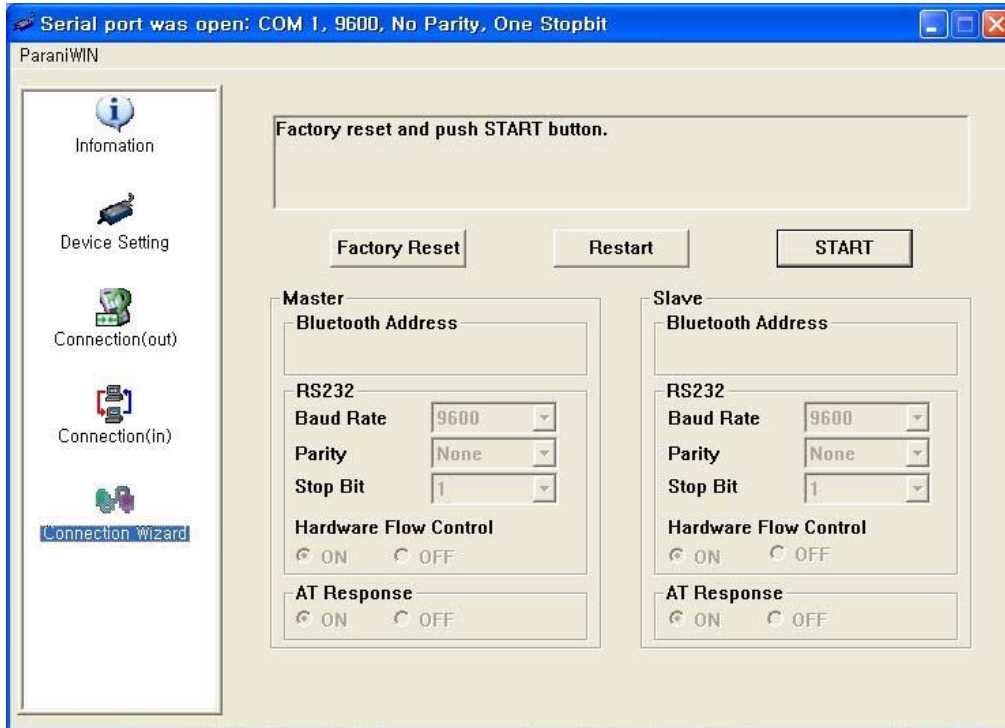 Serial port was open: COM 1, 9600, No Parity, One Stopbit
ParaniWIN
Infomation
Device Setting
Connection(out)
Connection(in)
Connection Wizard
Factory reset and push START button.
Factory Reset
Restart
START
Master
Bluetooth Address
RS232
Baud Rate 9600
Parity None
Stop Bit 1
Hardware Flow Control
ON OFF
AT Response
ON OFF
Slave
Bluetooth Address
RS232
Baud Rate 9600
Parity None
Stop Bit 1
Hardware Flow Control
ON OFF
AT Response
ON OFF